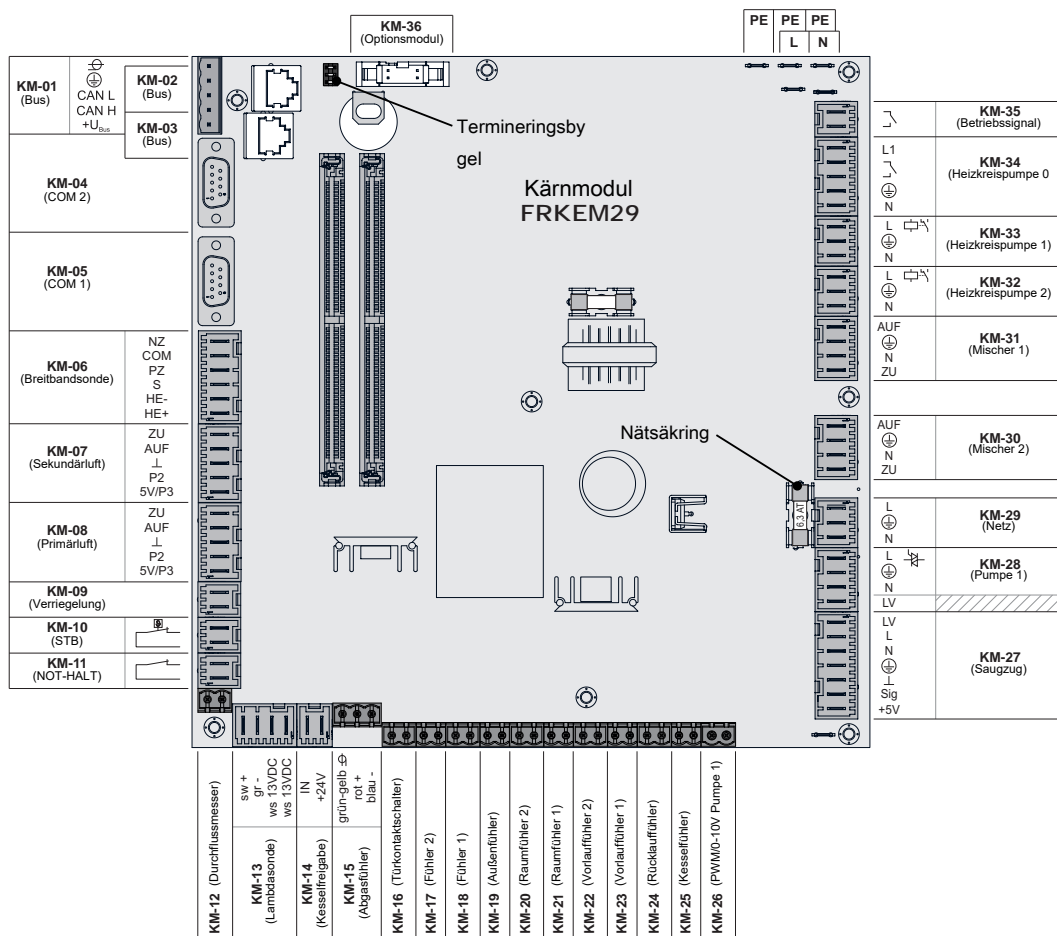 KM-36
(Optionsmodul)
PE PE PE
L N
KM-01
(Bus)
CAN L
CAN H
+UBus
KM-02
(Bus)
KM-03
(Bus)
KM-04
(COM 2)
KM-05
(COM 1)
KM-06
(Breitbandsonde)
NZ
COM
PZ
S
HE-
HE+
KM-07
(Sekundärluft)
ZU
AUF
⊥
P2
5V/P3
KM-08
(Primärluft)
ZU
AUF
⊥
P2
5V/P3
KM-09
(Verriegelung)
KM-10
(STB)
KM-11
(NOT-HALT)
Termineringsby
gel
Kärnmodul
FRKEM29
Nätsäkring
6,3 AT
KM-35
(Betriebssignal)
L1
N
KM-34
(Heizkreispumpe 0
L
N
KM-33
(Heizkreispumpe 1)
L
N
KM-32
(Heizkreispumpe 2)
AUF
N
ZU
KM-31
(Mischer 1)
AUF
N
ZU
KM-30
(Mischer 2)
L
N
KM-29
(Netz)
L
N
LV
KM-28
(Pumpe 1)
LV
L
N
⊥
Sig
+5V
KM-27
(Saugzug)
KM-12 (Durchflussmesser)
sw +
gr -
ws 13VDC
ws 13VDC
KM-13
(Lambdasonde)
IN
+24V
KM-14
(Kesselfreigabe)
grün-gelb
rot +
blau -
KM-15
(Abgasfühler)
KM-16 (Türkontaktschalter)
KM-17 (Fühler 2)
KM-18 (Fühler 1)
KM-19 (Außenfühler)
KM-20 (Raumfühler 2)
KM-21 (Raumfühler 1)
KM-22 (Vorlauffühler 2)
KM-23 (Vorlauffühler 1)
KM-24 (Rücklauffühler)
KM-25 (Kesselfühler)
KM-26 (PWM/0-10V Pumpe 1)